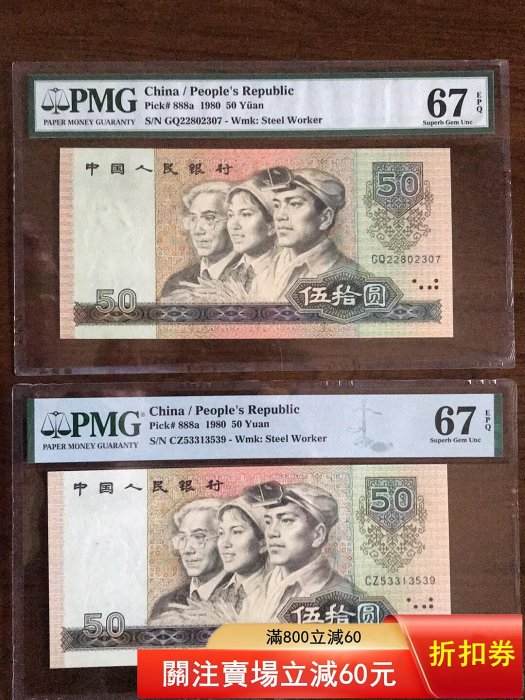 PMG
PAPER MONEY GUARANTY
China / People's Republic
Pick# 888a 1980 50 Yüan
S/N GQ22802307 - Wmk: Steel Worker
67 EPQ
Superb Gem Unc
中国人民银行
50
GQ22802307
50
伍拾圆
PMG
PAPER MONEY GUARANTY
China / People's Republic
Pick# 888a 1980 50 Yuan
S/N CZ53313539 - Wmk: Steel Worker
67 EPQ
Superb Gem Unc
中国人民银行
50
CZ53313539
50
伍拾圆
滿800立減60
關注賣場立減60元
折扣券